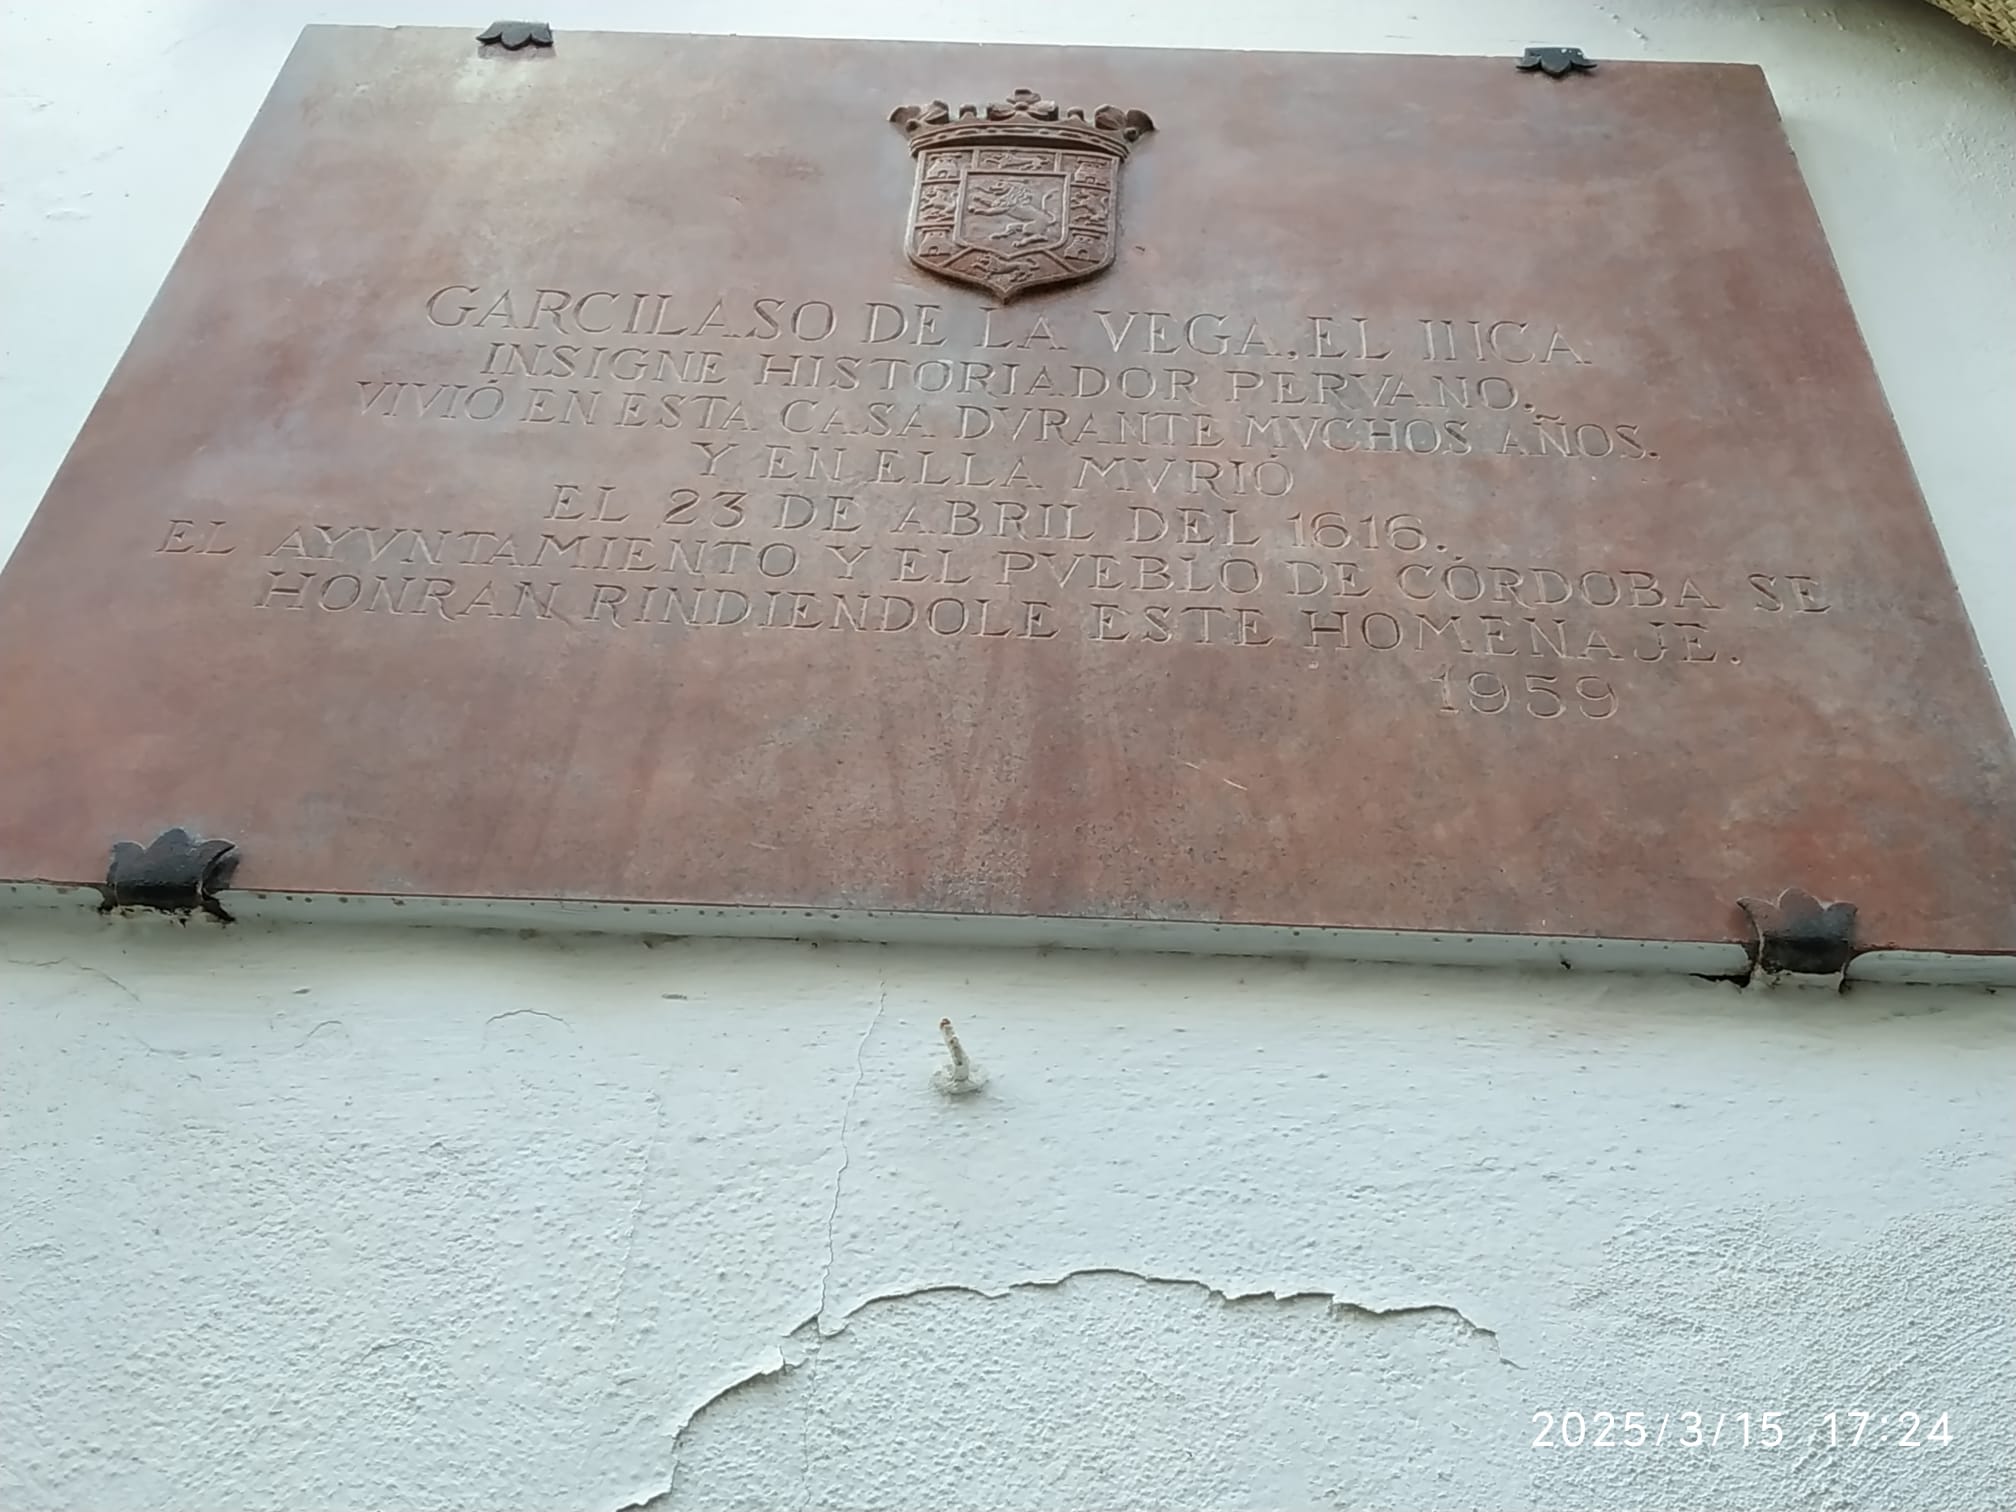 GARCILASO DE LA VEGA, EL INCA
INSIGNE HISTORIADOR PERVANO,
VIVIÓ EN ESTA CASA DVRANTE MVCHOS AÑOS.
Y EN ELLA MVRIÓ
EL 23 DE ABRIL DEL 1616.
EL AYVNTAMIENTO Y EL PVEBLO DE CÓRDOBA SE
HONRAN RINDIENDOLE ESTE HOMENAJE.
1959
2025/3/15 17:24